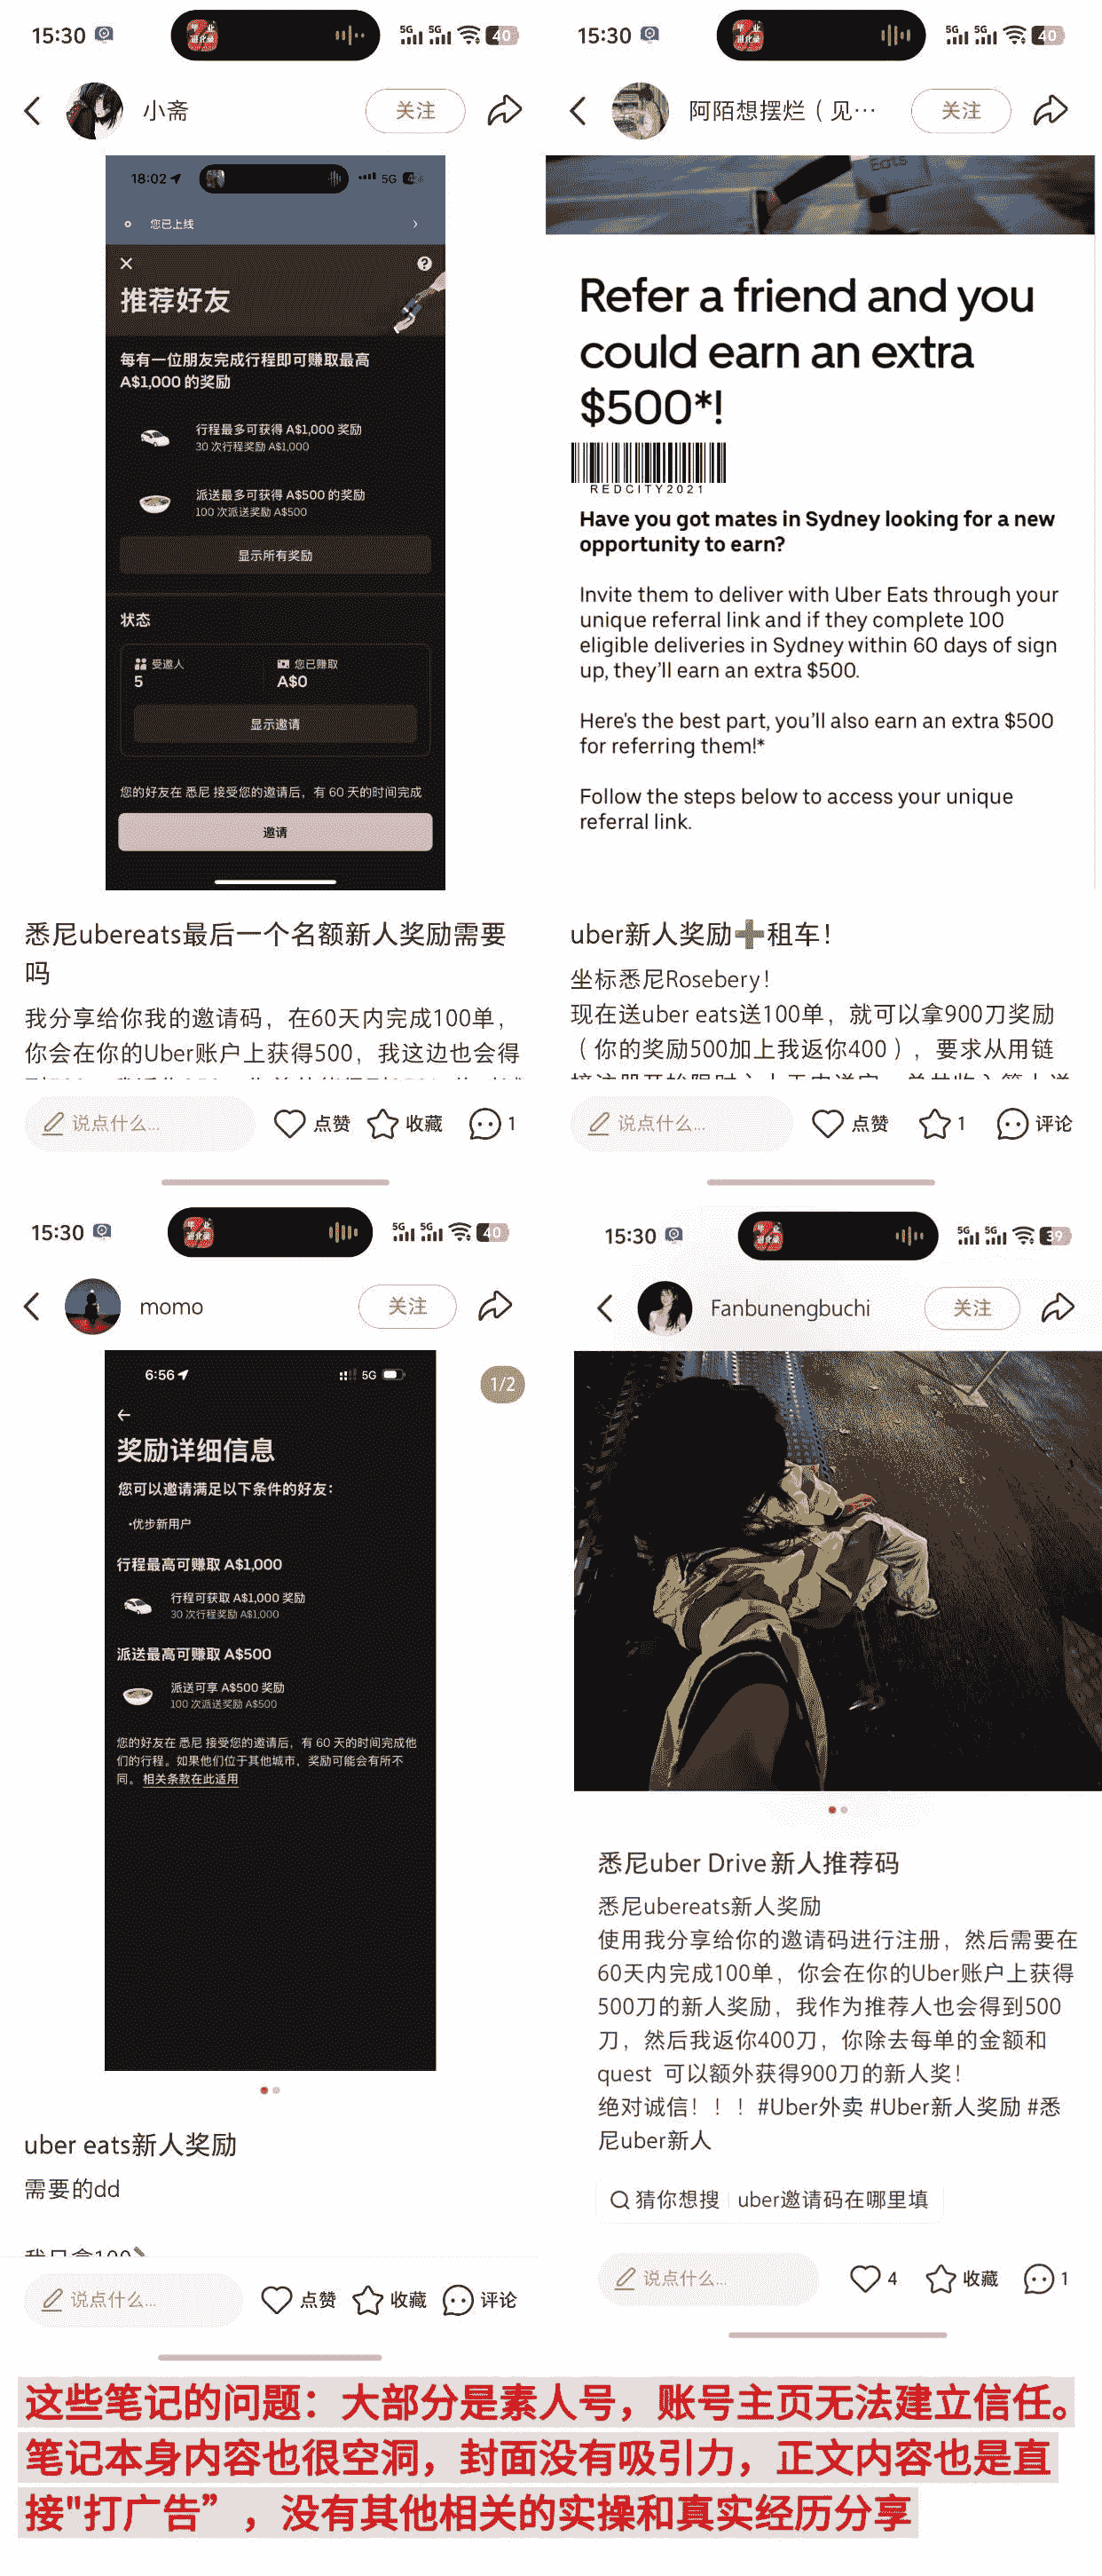 15:30
毕 业
5G 5G 40
小斋
关注
18:02
5G
您已上线
推荐好友
每有一位朋友完成行程即可赚取最高
A$1,000 的奖励
行程最多可获得 A$1,000 奖励
30 次行程奖励 A$1,000
派送最多可获得 A$500 的奖励
100 次派送奖励 A$500
显示所有奖励
状态
受邀人
5
您已赚取
A$0
显示邀请
您的好友在 悉尼 接受您的邀请后，有 60 天的时间完成
邀请
悉尼ubereats最后一个名额新人奖励需要
吗
我分享给你我的邀请码，在60天内完成100单，
你会在你的Uber账户上获得500，我这边也会得
说点什么...
点赞
收藏
1
15:30
毕 业
5G 5G 40
阿陌想摆烂（见…
关注
Eats
Refer a friend and you
could earn an extra
$500*!
REDCITY2021
Have you got mates in Sydney looking for a new
opportunity to earn?
Invite them to deliver with Uber Eats through your
unique referral link and if they complete 100
eligible deliveries in Sydney within 60 days of sign
up, they’ll earn an extra $500.
Here's the best part, you’ll also earn an extra $500
for referring them!*
Follow the steps below to access your unique
referral link.
uber新人奖励➕租车！
坐标悉尼Rosebery！
现在送uber eats送100单，就可以拿900刀奖励
（你的奖励500加上我返你400），要求从用链
说点什么...
点赞
1
评论
15:30
毕 业
5G 5G 40
momo
关注
6:56
5G
1/2
奖励详细信息
您可以邀请满足以下条件的好友：
•优步新用户
行程最高可赚取 A$1,000
行程可获取 A$1,000 奖励
30 次行程奖励 A$1,000
派送最高可赚取 A$500
派送可享 A$500 奖励
100 次派送奖励 A$500
您的好友在 悉尼 接受您的邀请后，有 60 天的时间完成他
们的行程。如果他们位于其他城市，奖励可能会有所不
同。 相关条款在此适用
uber eats新人奖励
需要的dd
说点什么...
点赞
收藏
评论
15:30
毕 业
5G 5G 39
Fanbunengbuchi
关注
悉尼uber Drive新人推荐码
悉尼ubereats新人奖励
使用我分享给你的邀请码进行注册，然后需要在
60天内完成100单，你会在你的Uber账户上获得
500刀的新人奖励，我作为推荐人也会得到500
刀，然后我返你400刀，你除去每单的金额和
quest 可以额外获得900刀的新人奖！
绝对诚信！！！#Uber外卖 #Uber新人奖励 #悉
尼uber新人
猜你想搜 uber邀请码在哪里填
说点什么...
4
收藏
1
这些笔记的问题：大部分是素人号，账号主页无法建立信任。
笔记本身内容也很空洞，封面没有吸引力，正文内容也是直
接"打广告”，没有其他相关的实操和真实经历分享